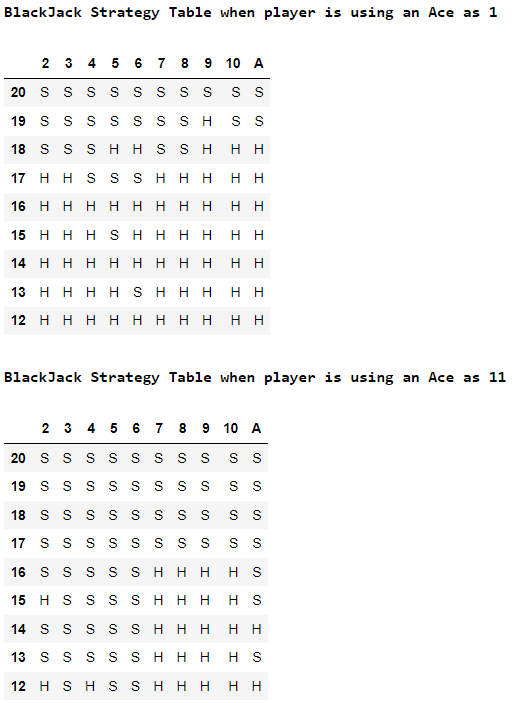 BlackJack Strategy Table when player is using an Ace as 1
2 3 4 5 6 7 8 9 10 A
20 S S S S S S S S S S
19 S S S S S S S H S S
18 S S S H H S S H H H
17 H H S S S H H H H H
16 H H H H H H H H H H
15 H H H S H H H H H H
14 H H H H H H H H H H
13 H H H H S H H H H H
12 H H H H H H H H H H
BlackJack Strategy Table when player is using an Ace as 11
2 3 4 5 6 7 8 9 10 A
20 S S S S S S S S S S
19 S S S S S S S S S S
18 S S S S S S S S S S
17 S S S S S S S S S S
16 S S S S S H H H H S
15 H S S S S H H H H S
14 S S S S S H H H H H
13 S S S S S H H H H S
12 H S H S S H H H H H